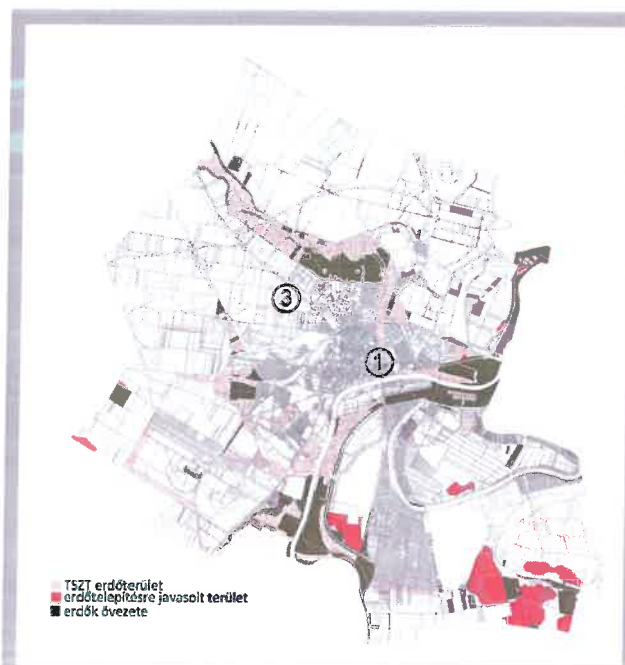 3
1
TSZT erdőterület
erdőtelepítésre javasolt terület
erdők övezete